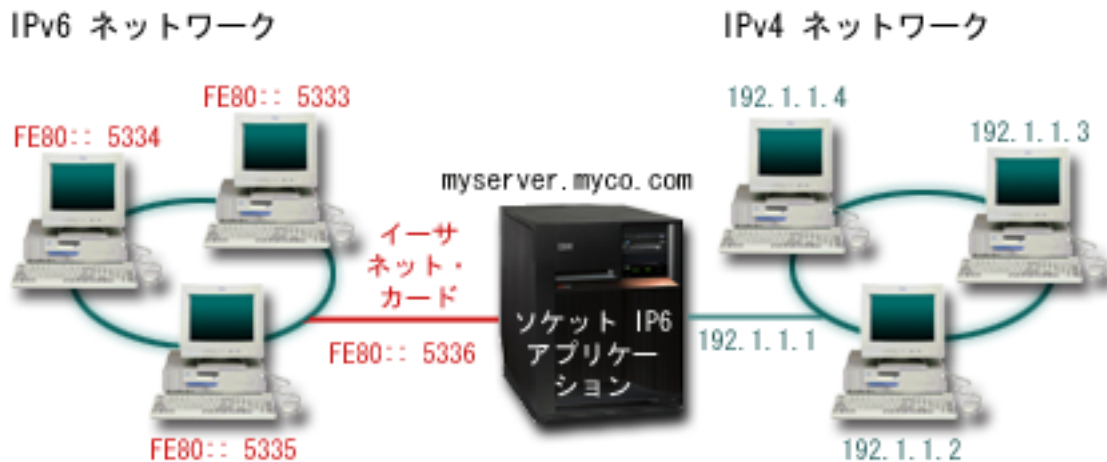 IPv6 ネットワーク
IPv4 ネットワーク
FE80:: 5333
FE80:: 5334
192.1.1.4
192.1.1.3
myserver.myco.com
イーサ
ネット・
カード
ソケット IP6
アプリケー
ション
FE80:: 5336
192.1.1.1
FE80:: 5335
192.1.1.2